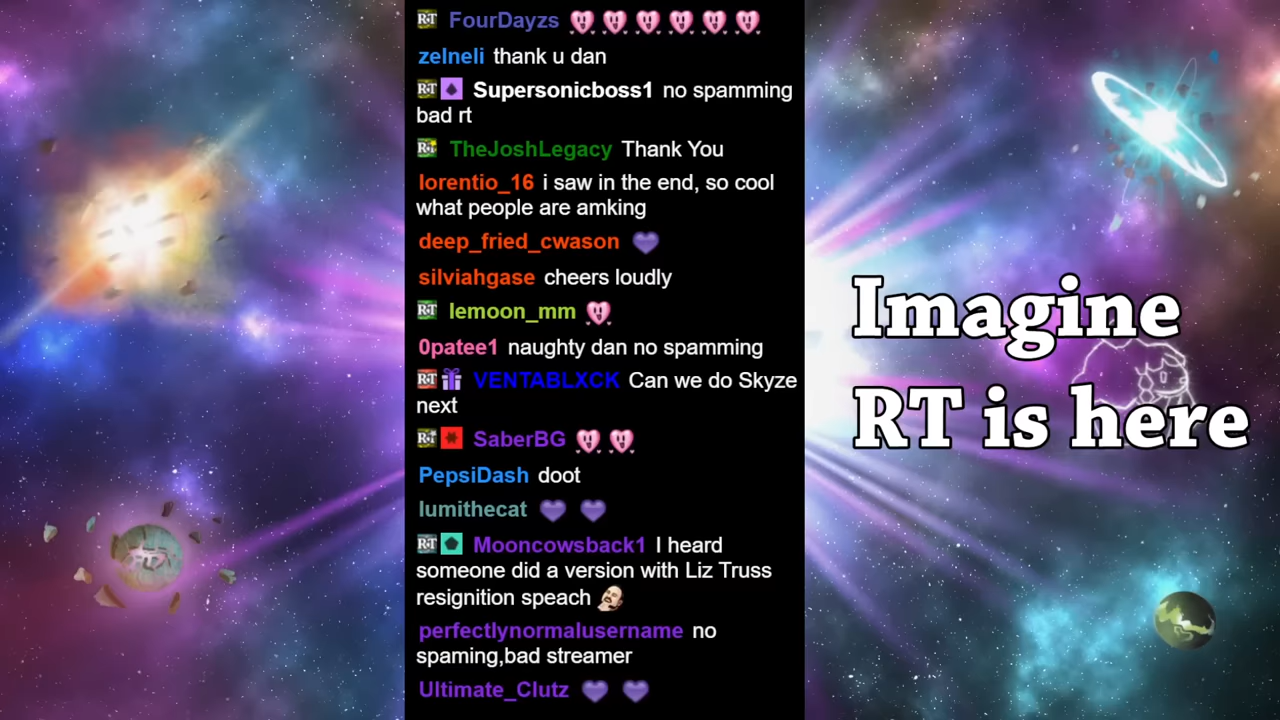 FourDayzs
zelneli thank u dan
Supersonicboss1 no spamming
bad rt
TheJoshLegacy Thank You
lorentio_16 i saw in the end, so cool
what people are amking
deep_fried_cwason
silviahgase cheers loudly
lemoon_mm
0patee1 naughty dan no spamming
VENTABLXCK Can we do Skyze
next
SaberBG
PepsiDash doot
lumithecat
Mooncowsback1 I heard
someone did a version with Liz Truss
resignition speach
perfectlynormalusername no
spaming,bad streamer
Ultimate_Clutz
Imagine
RT is here